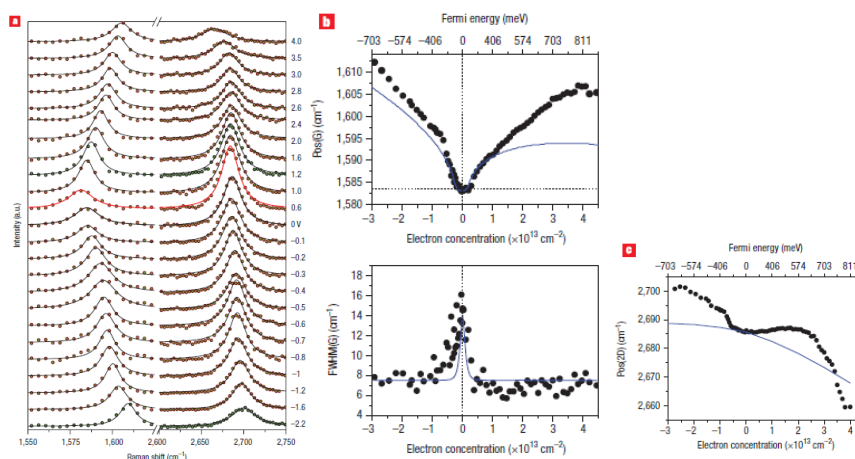 a
4.0
3.5
3.0
2.8
2.6
2.4
2.0
1.6
1.2
1.0
0.6
0 V
−0.1
−0.2
−0.3
−0.4
−0.5
−0.6
−0.7
−0.8
−1
−1.2
−1.6
−2.2
Intensity (a.u.)
1,550 1,575 1,600 2,600 2,650 2,700 2,750
Raman shift (cm−1)
b
Fermi energy (meV)
−703 −574 −406 0 406 574 703 811
Pos(G) (cm−1)
1,610
1,605
1,600
1,595
1,590
1,585
1,580
−3 −2 −1 0 1 2 3 4
Electron concentration (×10^13 cm−2)
FWHM(G) (cm−1)
18
16
14
12
10
8
6
4
−3 −2 −1 0 1 2 3 4
Electron concentration (×10^13 cm−2)
c
Fermi energy (meV)
−703 −406 0 406 574 703 811
Pos(2D) (cm−1)
2,700
2,690
2,680
2,670
2,660
−3 −2 −1 0 1 2 3 4
Electron concentration (×10^13 cm−2)